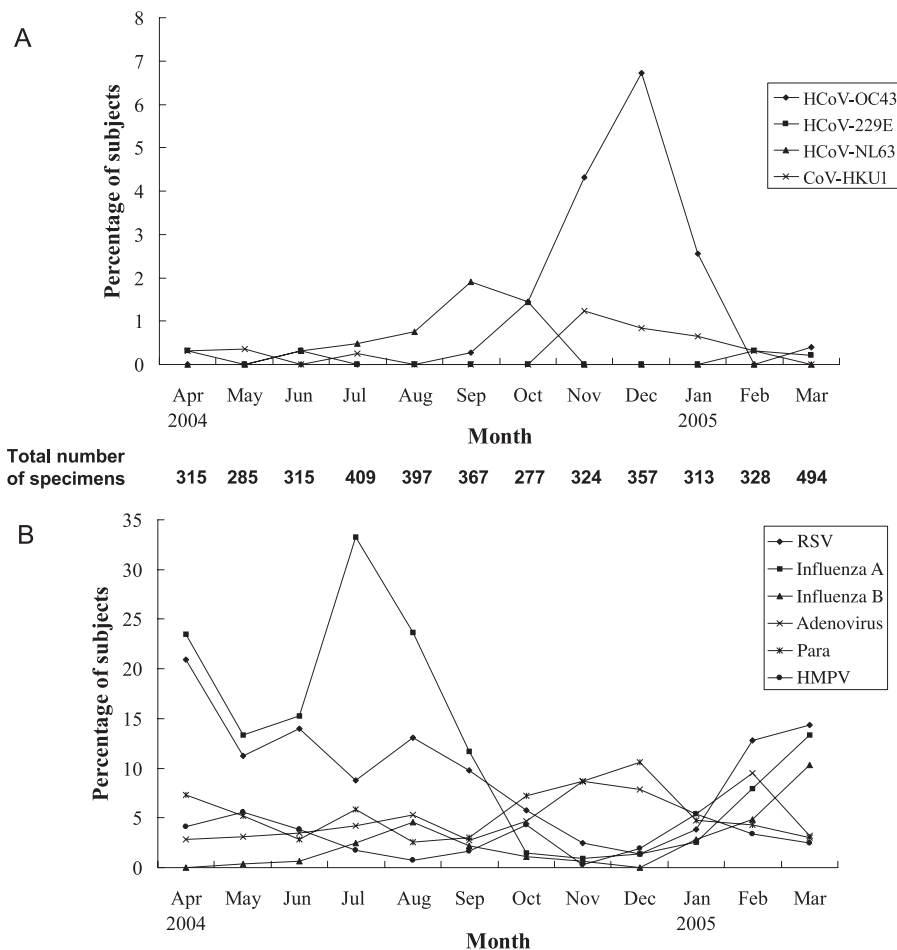 A
Percentage of subjects
8
7
6
5
4
3
2
1
0
HCoV-OC43
HCoV-229E
HCoV-NL63
CoV-HKU1
Apr May Jun Jul Aug Sep Oct Nov Dec Jan Feb Mar
2004 2005
Month
Total number
of specimens 315 285 315 409 397 367 277 324 357 313 328 494
B
Percentage of subjects
35
30
25
20
15
10
5
0
RSV
Influenza A
Influenza B
Adenovirus
Para
HMPV
Apr May Jun Jul Aug Sep Oct Nov Dec Jan Feb Mar
2004 2005
Month